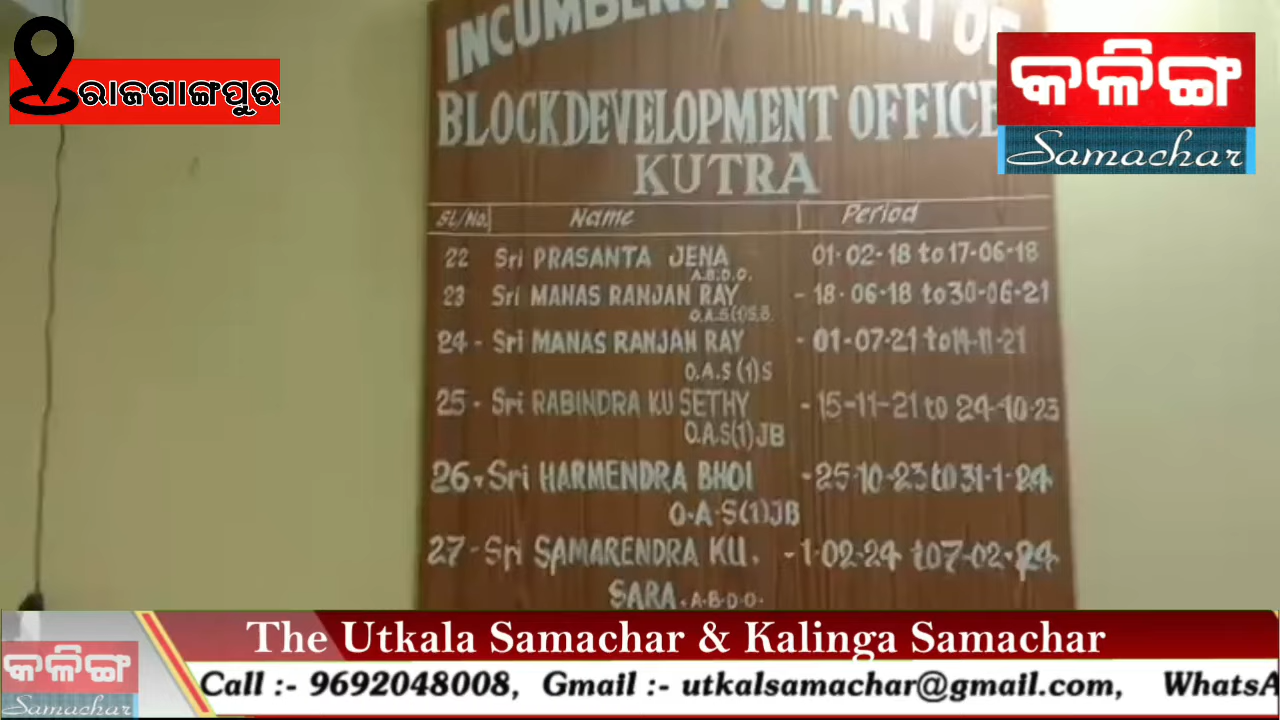 INCUMBENCY CHART OF
BLOCK DEVELOPMENT OFFICE
KUTRA
SL/No. Name Period
22 Sri PRASANTA JENA 01-02-18 to 17-06-18
A.B.D.O.
23 Sri MANAS RANJAN RAY - 18-06-18 to 30-06-21
O.A.S(1)S.B.
24 - Sri MANAS RANJAN RAY - 01-07-21 to 14-11-21
O.A.S (1) S
25 - Sri RABINDRA KU SETHY - 15-11-21 to 24-10-23
O.A.S(1) JB
26. Sri HARMENDRA BHOI - 25-10-23 to 31-1-24
O.A.S(1) JB
27 - Sri SAMARENDRA KU. - 1-02-24 to 7-02-24
SARA. A.B.D.O.
ରାଜଗାଙ୍ଗପୁର
କଳିଙ୍ଗ
Samachar
କଳିଙ୍ଗ
Samachar
The Utkala Samachar & Kalinga Samachar
Call :- 9692048008, Gmail :- utkalsamachar@gmail.com, WhatsA